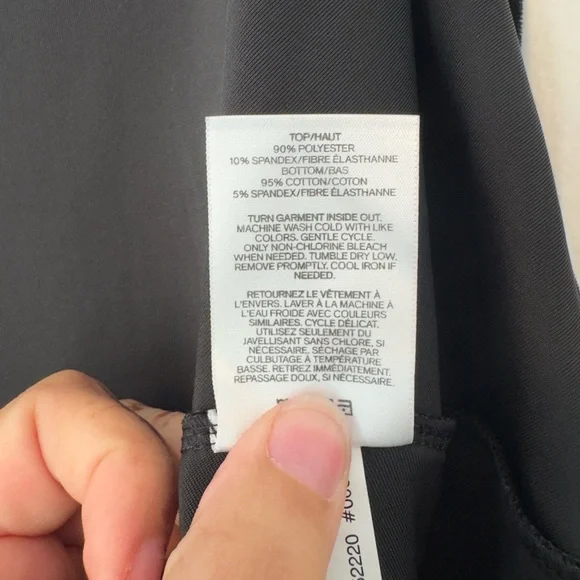 TOP/HAUT
90% POLYESTER
10% SPANDEX/FIBRE ÉLASTHANNE
BOTTOM/BAS
95% COTTON/COTON
5% SPANDEX/FIBRE ÉLASTHANNE
TURN GARMENT INSIDE OUT.
MACHINE WASH COLD WITH LIKE
COLORS. GENTLE CYCLE.
ONLY NON-CHLORINE BLEACH
WHEN NEEDED. TUMBLE DRY LOW.
REMOVE PROMPTLY. COOL IRON IF
NEEDED.
RETOURNEZ LE VÊTEMENT À
L'ENVERS. LAVER À LA MACHINE À
L'EAU FROIDE AVEC COULEURS
SIMILAIRES. CYCLE DÉLICAT.
UTILISEZ SEULEMENT DU
JAVELLISANT SANS CHLORE, SI
NÉCESSAIRE. SÉCHAGE PAR
CULBUTAGE À TEMPÉRATURE
BASSE. RETIREZ IMMÉDIATEMENT.
REPASSAGE DOUX, SI NÉCESSAIRE.